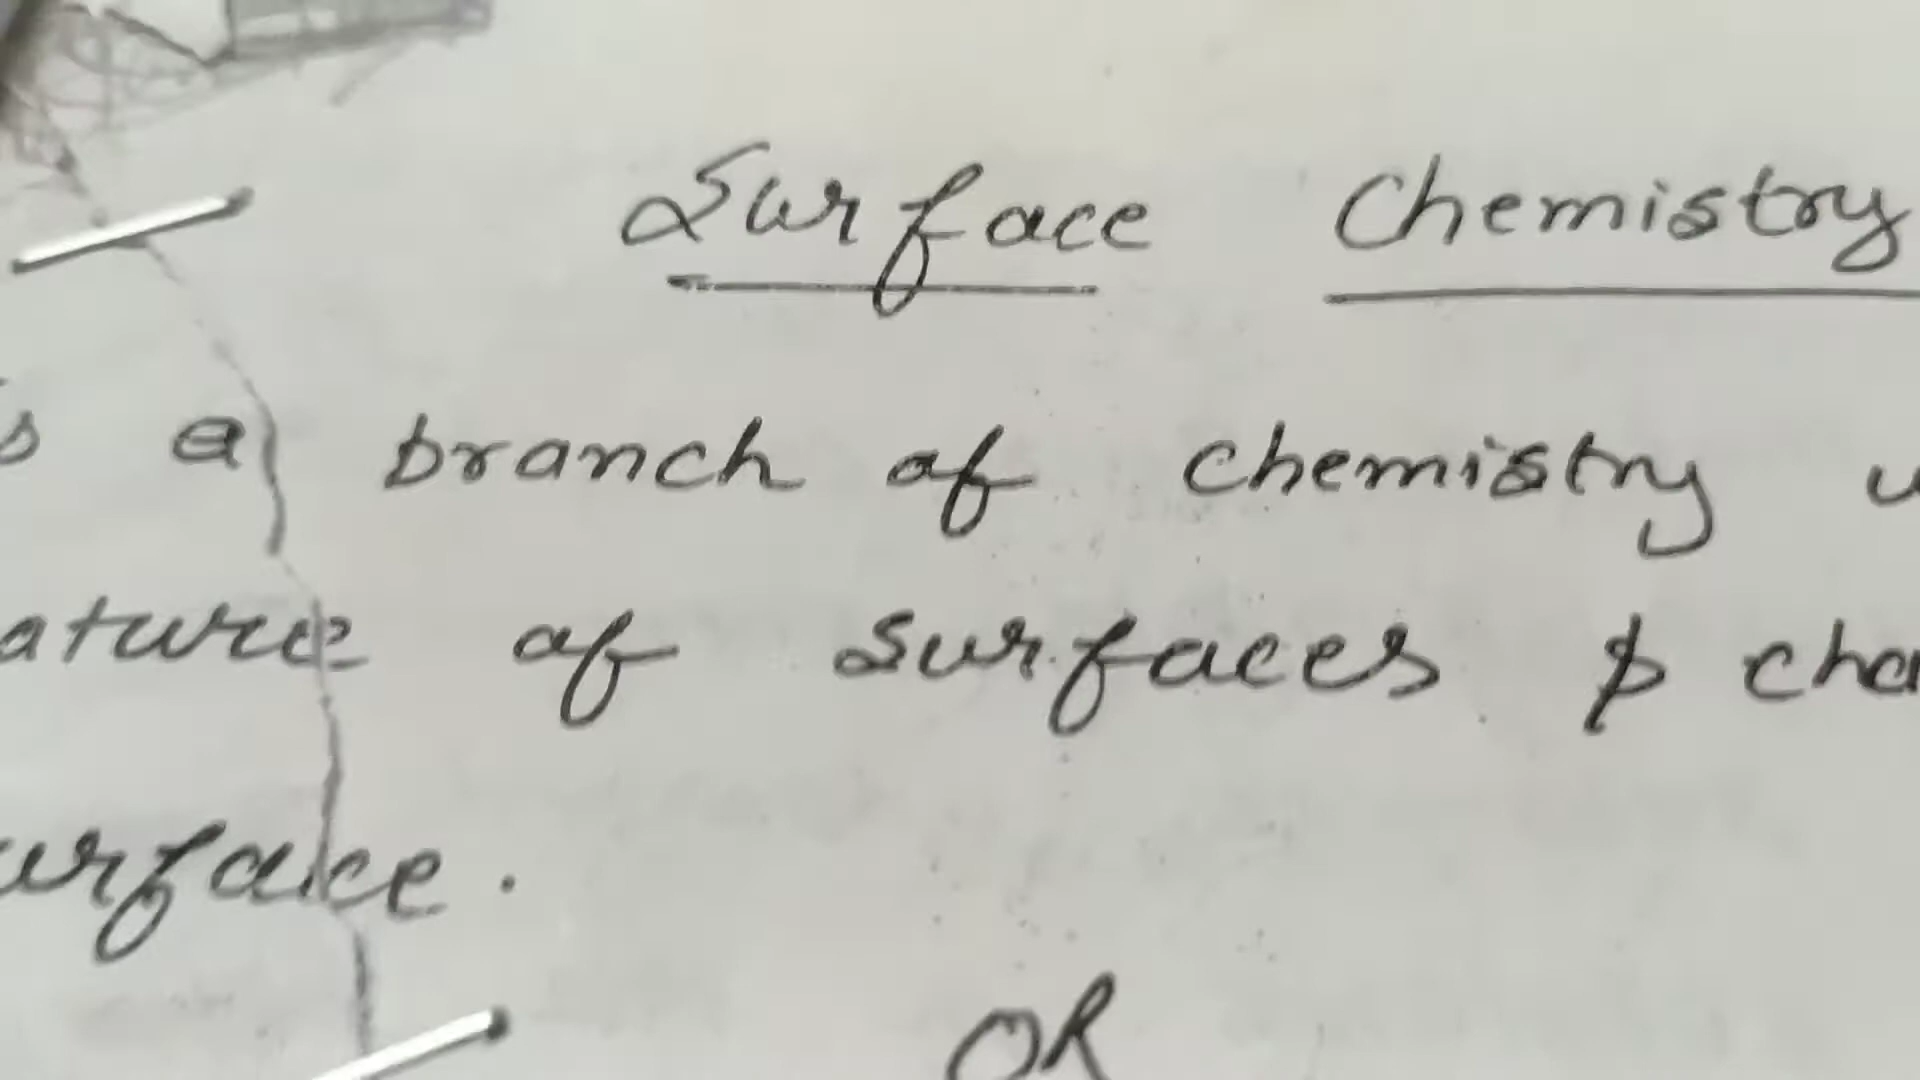 Surface Chemistry
s a branch of chemistry
ature of surfaces & cha
urface.
OR